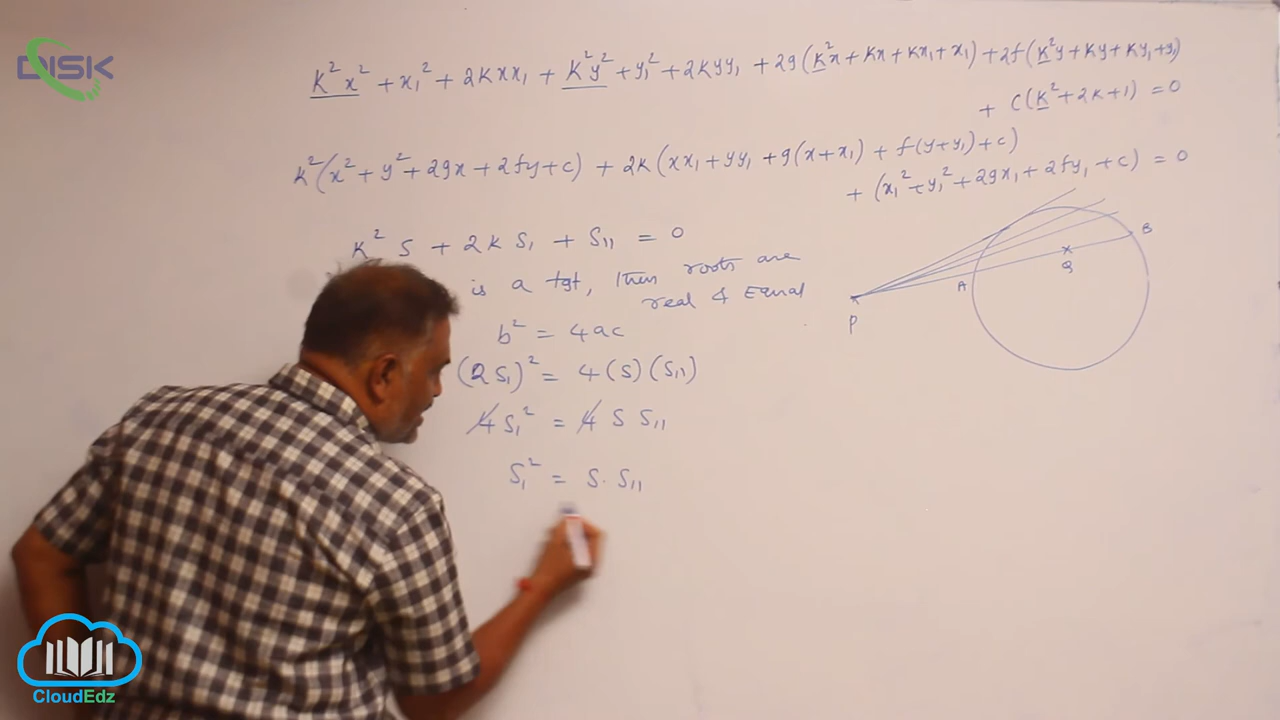 DISK
K²x² + x₁² + 2Kxx₁ + K²y² + y₁² + 2Kyy₁ + 2g(K²x + Kx + Kx₁ + x₁) + 2f(K²y + Ky + Ky₁ + y₁)
+ C(K² + 2K + 1) = 0
K²(x² + y² + 2gx + 2fy + c) + 2K(xx₁ + yy₁ + g(x + x₁) + f(y + y₁) + c)
+ (x₁² + y₁² + 2gx₁ + 2fy₁ + c) = 0
K² S + 2K S₁ + S₁₁ = 0
is a tgt, then roots are
real & Equal
b² = 4ac
(2S₁)² = 4(S)(S₁₁)
4S₁² = 4 S S₁₁
S₁² = S. S₁₁
B
Q
A
P
CloudEdz